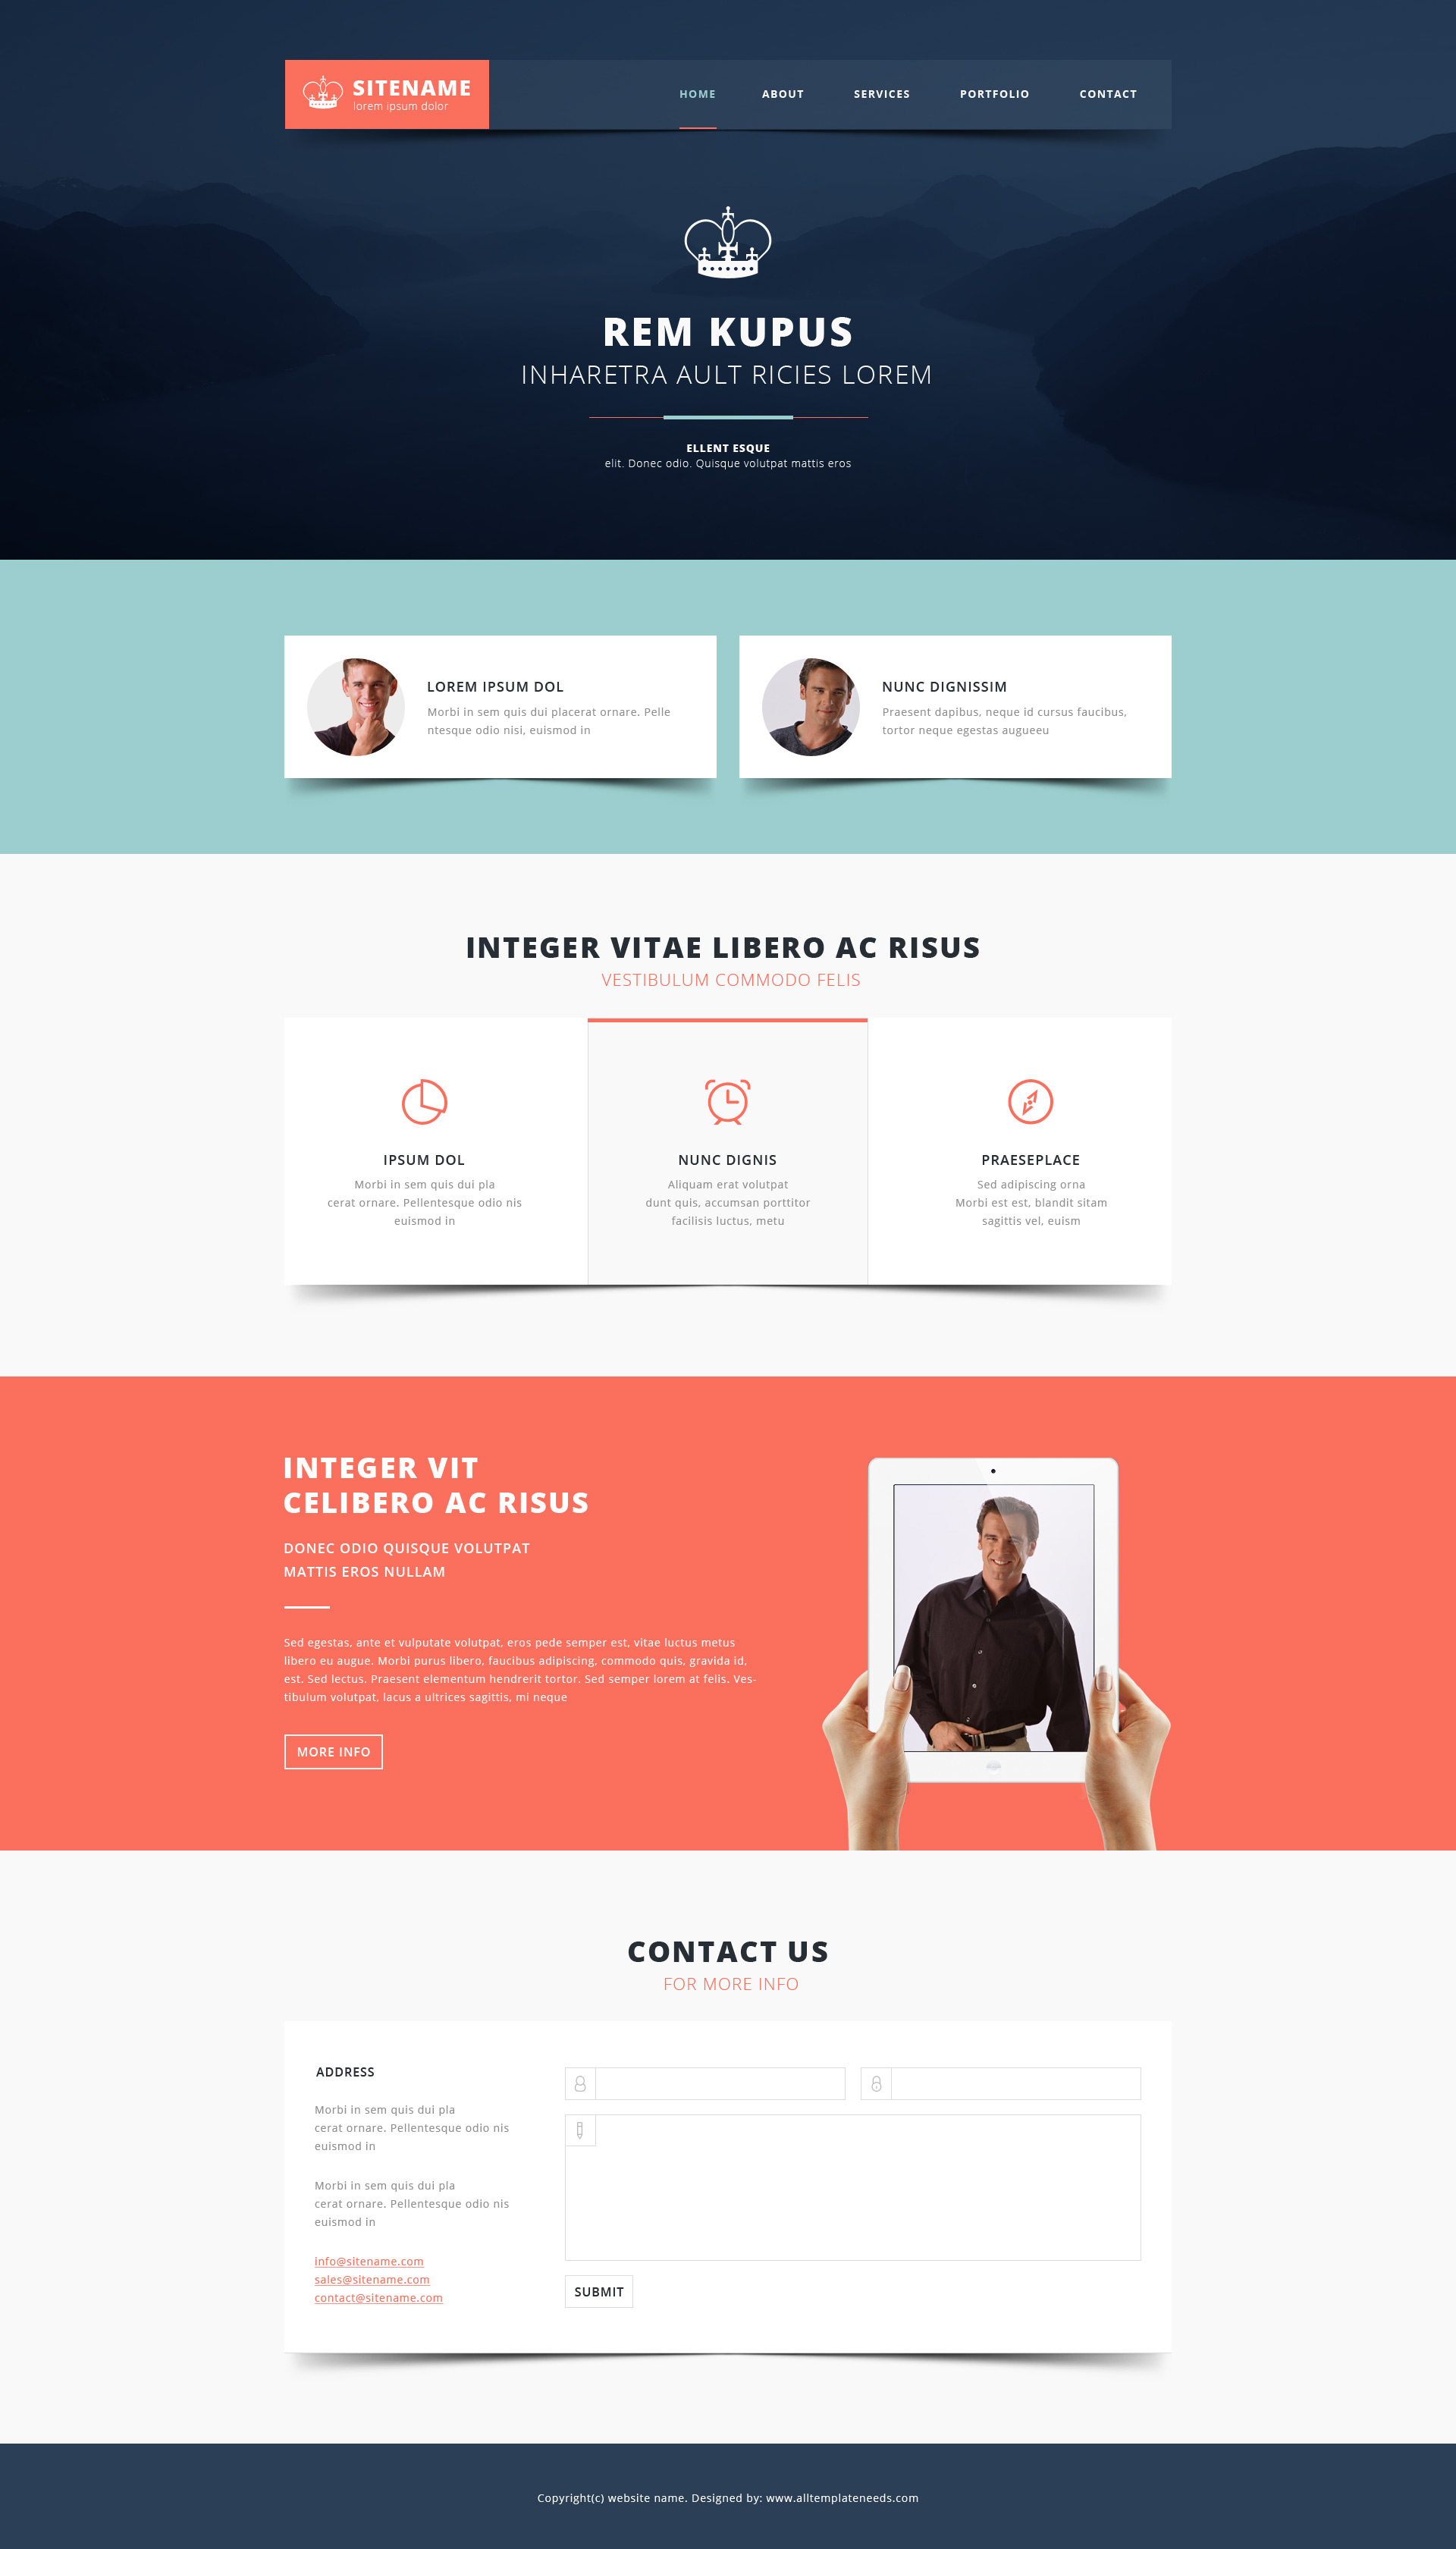 SITENAME
lorem ipsum dolor
HOME ABOUT SERVICES PORTFOLIO CONTACT
REM KUPUS
INHARETRA AULT RICIES LOREM
ELLENT ESQUE
elit. Donec odio. Quisque volutpat mattis eros
LOREM IPSUM DOL
Morbi in sem quis dui placerat ornare. Pelle
ntesque odio nisi, euismod in
NUNC DIGNISSIM
Praesent dapibus, neque id cursus faucibus,
tortor neque egestas augueeu
INTEGER VITAE LIBERO AC RISUS
VESTIBULUM COMMODO FELIS
IPSUM DOL
Morbi in sem quis dui pla
cerat ornare. Pellentesque odio nis
euismod in
NUNC DIGNIS
Aliquam erat volutpat
dunt quis, accumsan porttitor
facilisis luctus, metu
PRAESEPLACE
Sed adipiscing orna
Morbi est est, blandit sitam
sagittis vel, euism
INTEGER VIT
CELIBERO AC RISUS
DONEC ODIO QUISQUE VOLUTPAT
MATTIS EROS NULLAM
Sed egestas, ante et vulputate volutpat, eros pede semper est, vitae luctus metus
libero eu augue. Morbi purus libero, faucibus adipiscing, commodo quis, gravida id,
est. Sed lectus. Praesent elementum hendrerit tortor. Sed semper lorem at felis. Ves-
tibulum volutpat, lacus a ultrices sagittis, mi neque
MORE INFO
CONTACT US
FOR MORE INFO
ADDRESS
Morbi in sem quis dui pla
cerat ornare. Pellentesque odio nis
euismod in
Morbi in sem quis dui pla
cerat ornare. Pellentesque odio nis
euismod in
info@sitename.com
sales@sitename.com
contact@sitename.com
SUBMIT
Copyright(c) website name. Designed by: www.alltemplateneeds.com